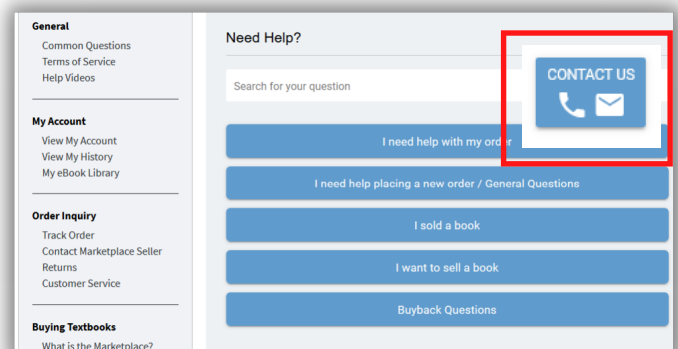 General
Common Questions
Terms of Service
Help Videos
My Account
View My Account
View My History
My eBook Library
Order Inquiry
Track Order
Contact Marketplace Seller
Returns
Customer Service
Buying Textbooks
What is the Marketplace?
Need Help?
Search for your question
CONTACT US
I need help with my order
I need help placing a new order / General Questions
I sold a book
I want to sell a book
Buyback Questions